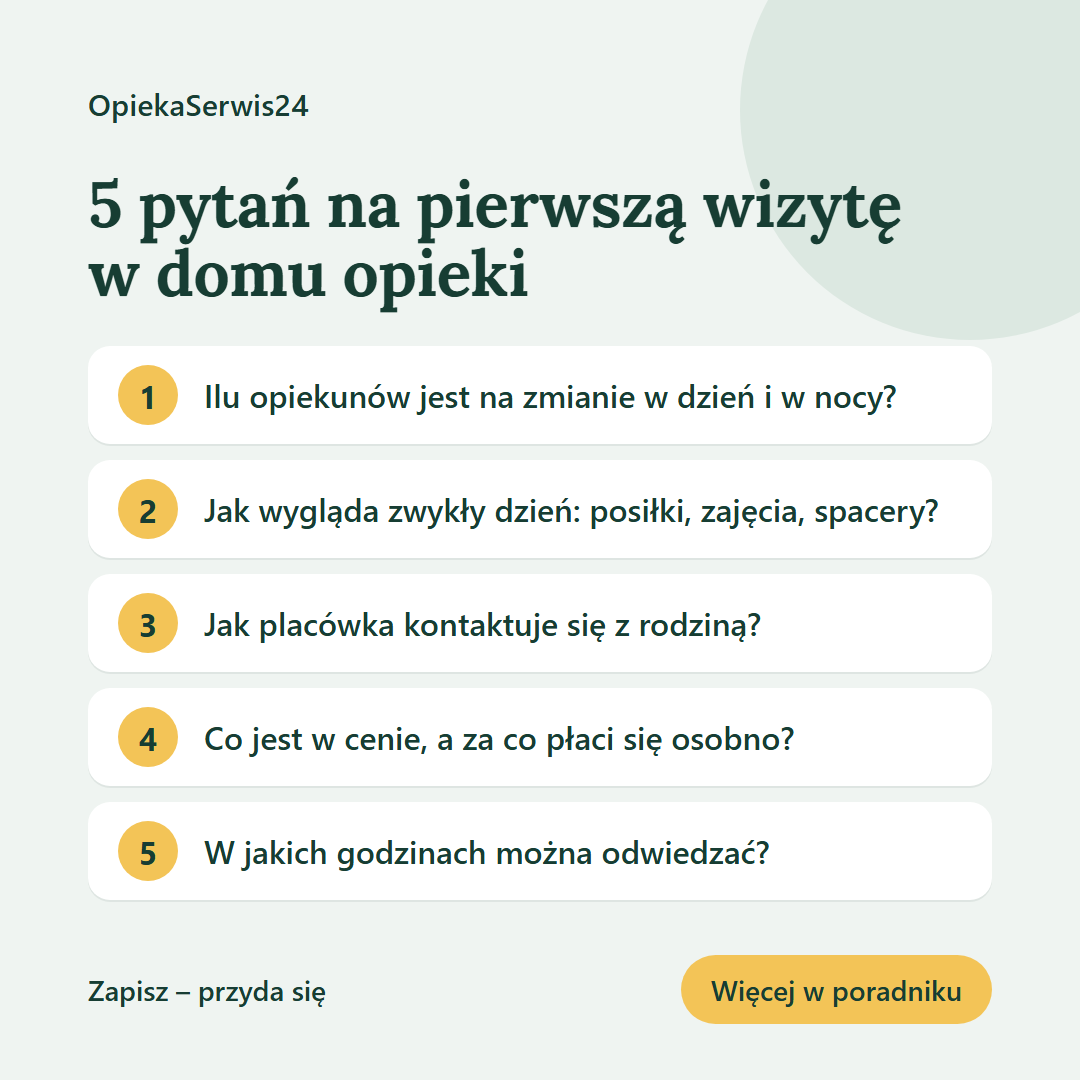 OpiekaSerwis24
5 pytań na pierwszą wizytę
w domu opieki
1 Ilu opiekunów jest na zmianie w dzień i w nocy?
2 Jak wygląda zwykły dzień: posiłki, zajęcia, spacery?
3 Jak placówka kontaktuje się z rodziną?
4 Co jest w cenie, a za co płaci się osobno?
5 W jakich godzinach można odwiedzać?
Zapisz – przyda się
Więcej w poradniku